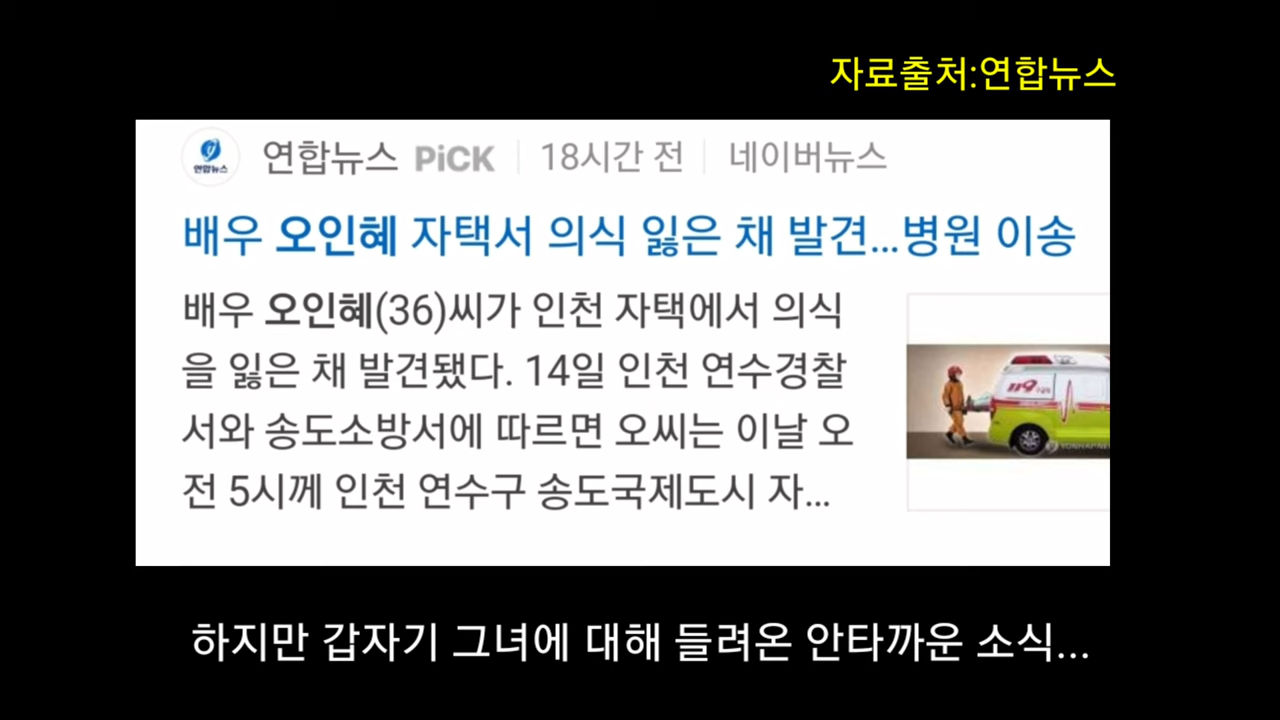 자료출처:연합뉴스
연합뉴스
연합뉴스 PiCK 18시간 전 네이버뉴스
배우 오인혜 자택서 의식 잃은 채 발견...병원 이송
배우 오인혜(36)씨가 인천 자택에서 의식
을 잃은 채 발견됐다. 14일 인천 연수경찰
서와 송도소방서에 따르면 오씨는 이날 오
전 5시께 인천 연수구 송도국제도시 자...
119
하지만 갑자기 그녀에 대해 들려온 안타까운 소식...